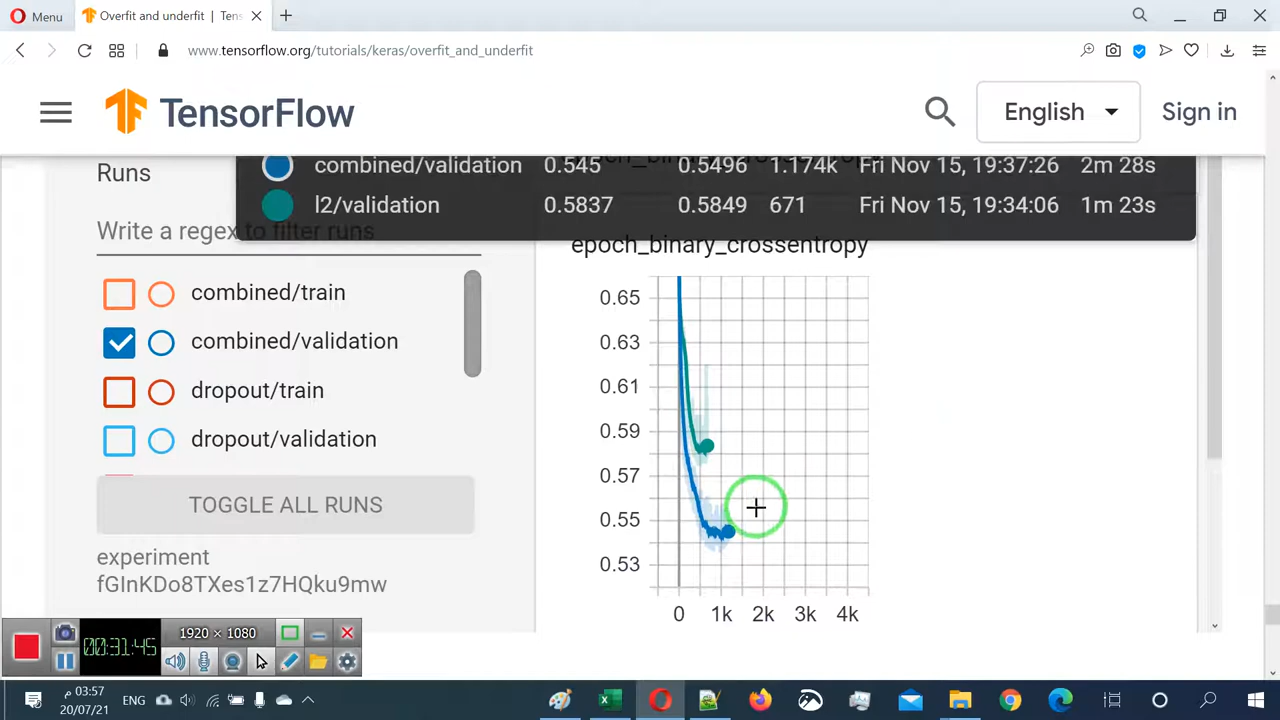 Menu
Overfit and underfit | Tens
www.tensorflow.org/tutorials/keras/overfit_and_underfit
TensorFlow
English
Sign in
combined/validation 0.545 0.5496 1.174k Fri Nov 15, 19:37:26 2m 28s
l2/validation 0.5837 0.5849 671 Fri Nov 15, 19:34:06 1m 23s
Runs
Write a regex to filter runs
combined/train
combined/validation
dropout/train
dropout/validation
TOGGLE ALL RUNS
experiment
fGInKDo8TXes1z7HQku9mw
epoch_binary_crossentropy
0.65
0.63
0.61
0.59
0.57
0.55
0.53
0 1k 2k 3k 4k
00:31:45
1920 × 1080
ENG
03:57 م
20/07/21